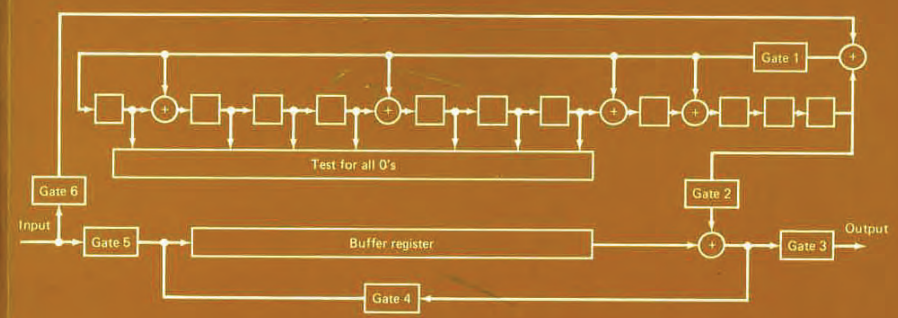 Gate 1
+
+
+
+
+
Test for all 0's
Gate 6
Gate 2
Input
Gate 5
Buffer register
+
Gate 3
Output
Gate 4